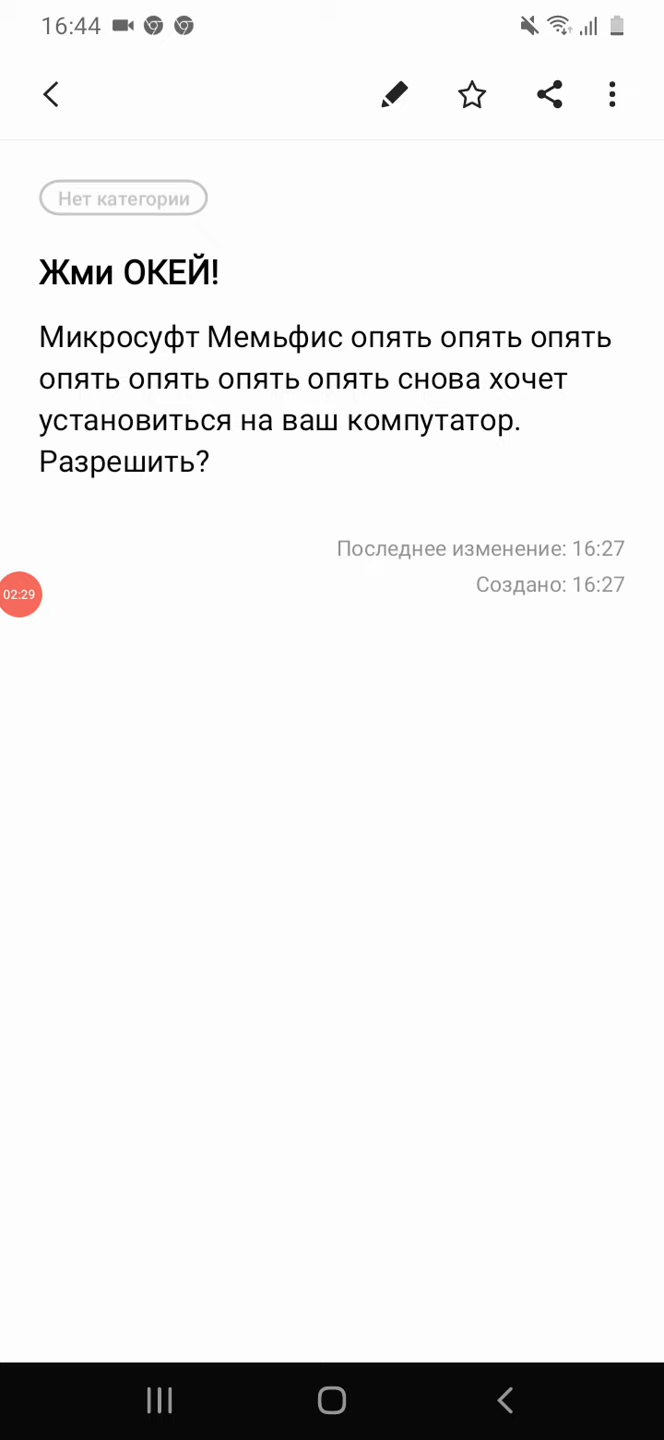 16:44
Нет категории
Жми ОКЕЙ!
Микросуфт Мемьфис опять опять опять
опять опять опять опять снова хочет
установиться на ваш компутатор.
Разрешить?
Последнее изменение: 16:27
Создано: 16:27
02:29